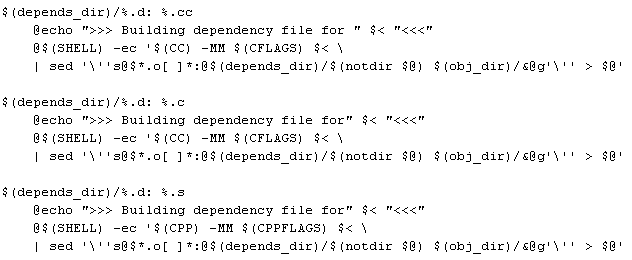 $(depends_dir)/%.d: %.cc
    @echo ">>> Building dependency file for " $< "<<<"
    @$(SHELL) -ec '$(CC) -MM $(CFLAGS) $< \
    | sed '\''s@$*.o[ ]*:@$(depends_dir)/$(notdir $@) $(obj_dir)/&@g'\'' > $@'

$(depends_dir)/%.d: %.c
    @echo ">>> Building dependency file for" $< "<<<"
    @$(SHELL) -ec '$(CC) -MM $(CFLAGS) $< \
    | sed '\''s@$*.o[ ]*:@$(depends_dir)/$(notdir $@) $(obj_dir)/&@g'\'' > $@'

$(depends_dir)/%.d: %.s
    @echo ">>> Building dependency file for" $< "<<<"
    @$(SHELL) -ec '$(CPP) -MM $(CPPFLAGS) $< \
    | sed '\''s@$*.o[ ]*:@$(depends_dir)/$(notdir $@) $(obj_dir)/&@g'\'' > $@'